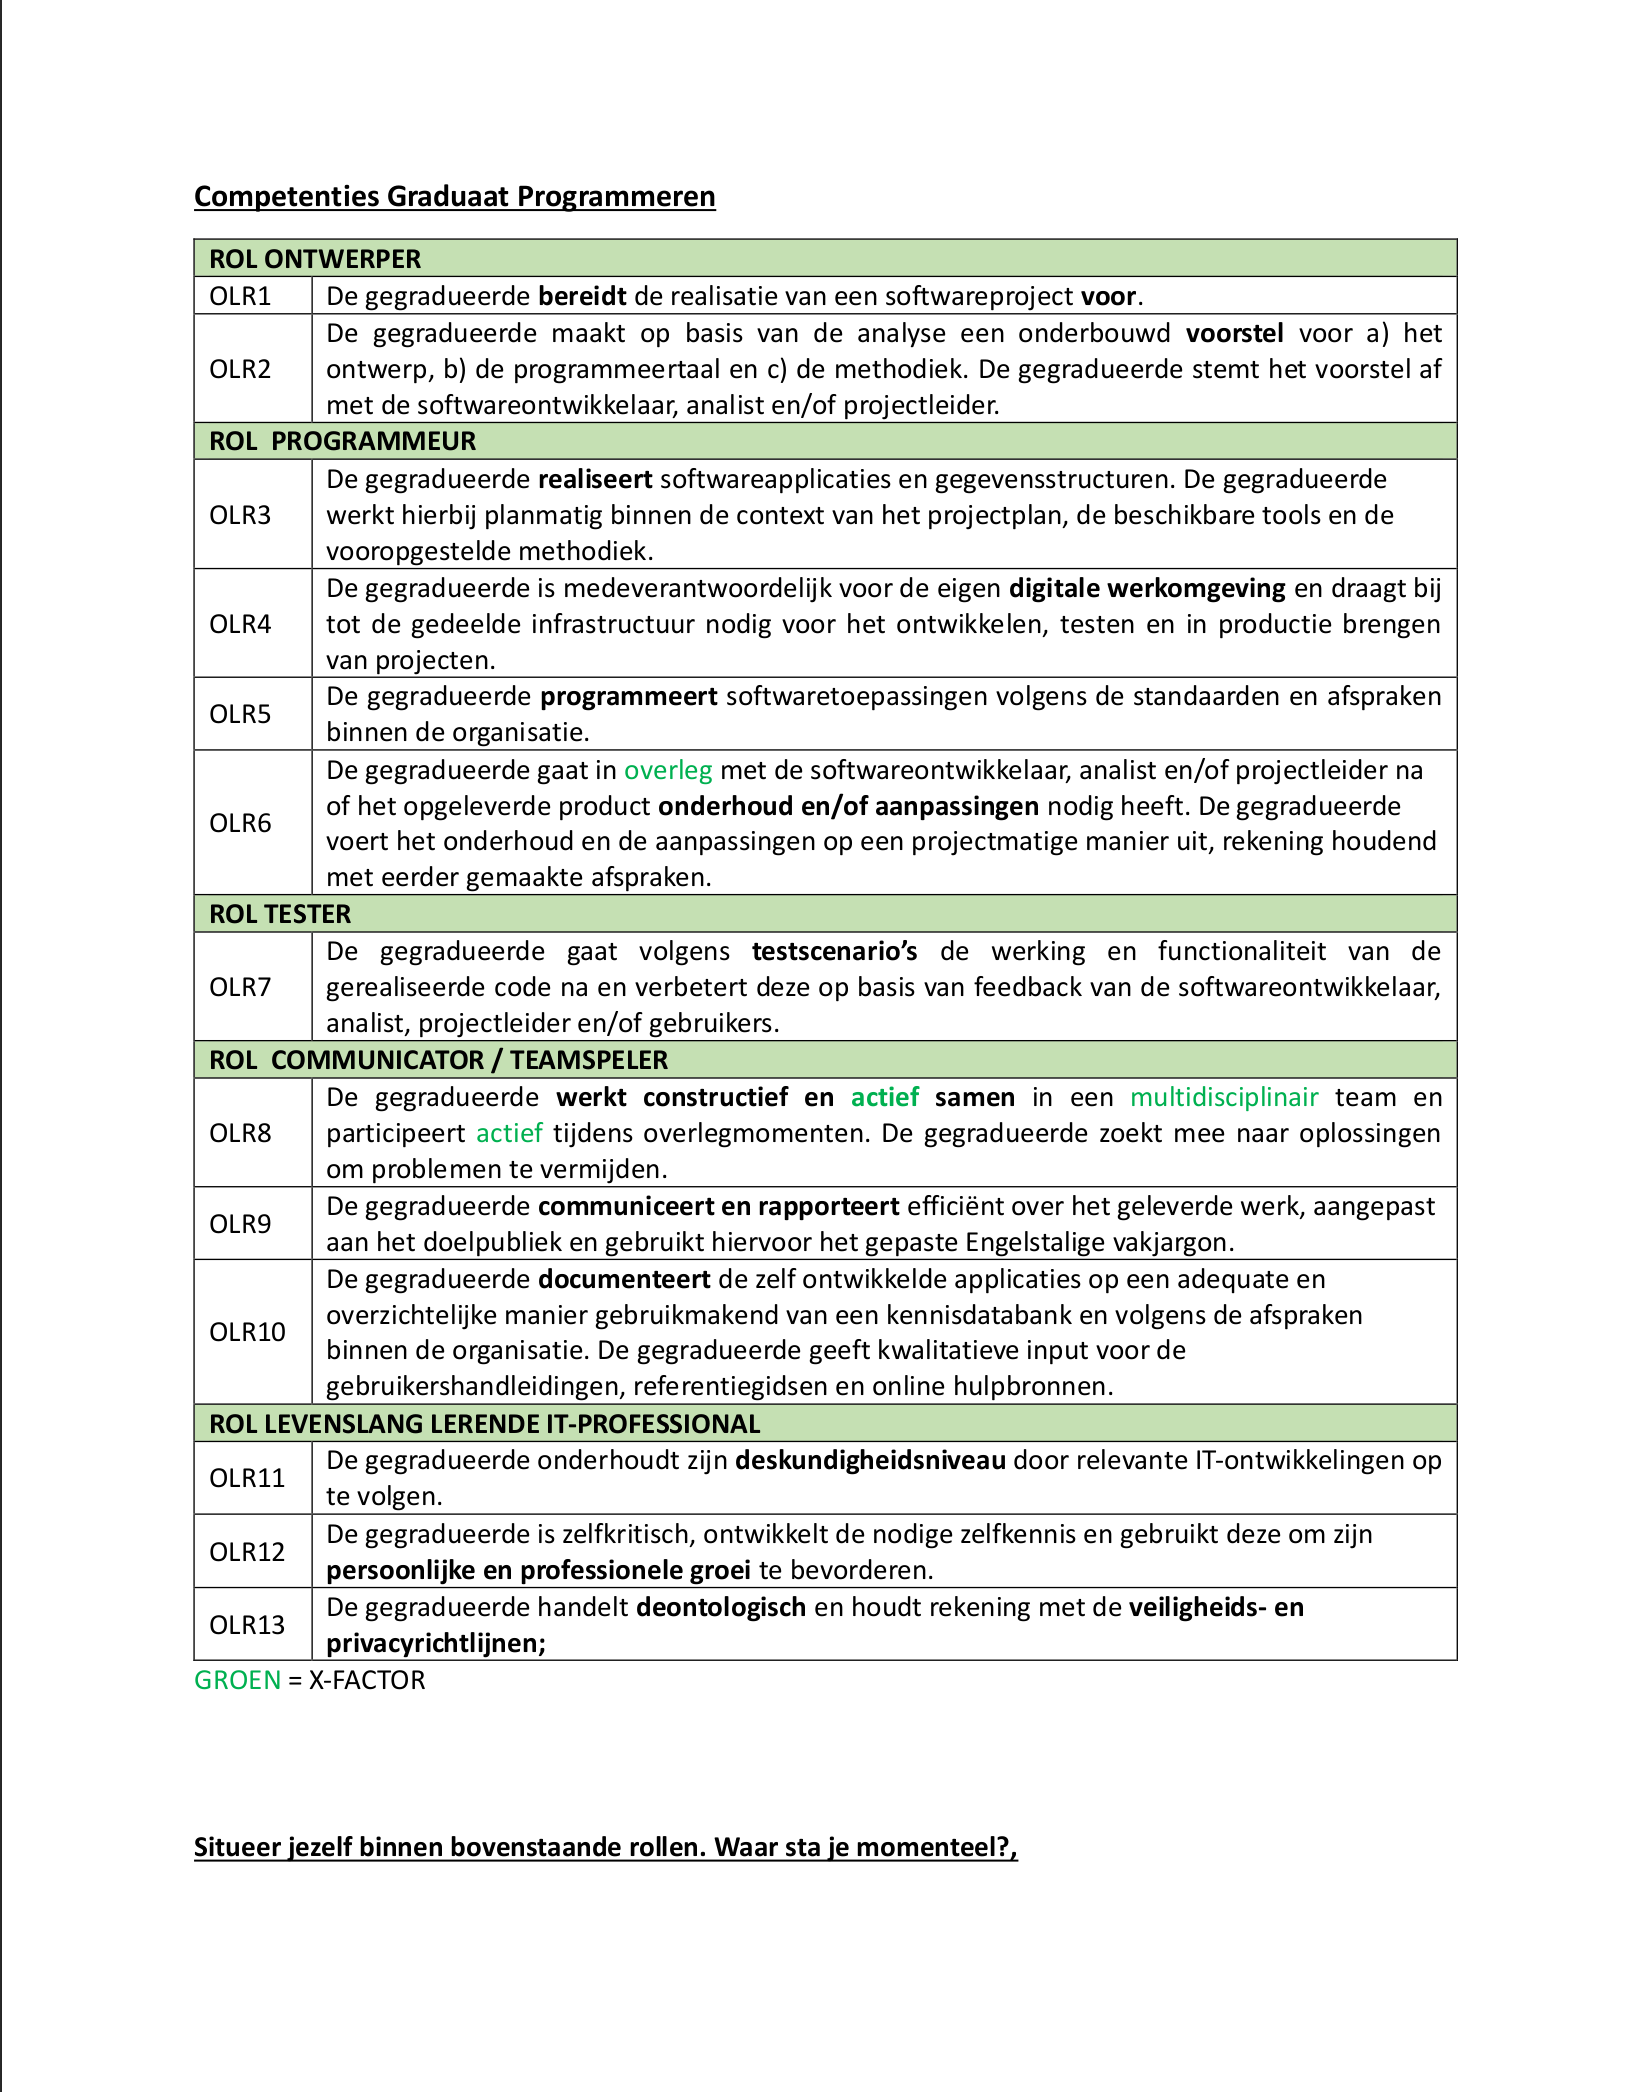 Competenties Graduaat Programmeren
ROL ONTWERPER
OLR1 De gegradueerde bereidt de realisatie van een softwareproject voor.
De gegradueerde maakt op basis van de analyse een onderbouwd voorstel voor a) het
OLR2 ontwerp, b) de programmeertaal en c) de methodiek. De gegradueerde stemt het voorstel af
met de softwareontwikkelaar, analist en/of projectleider.
ROL PROGRAMMEUR
De gegradueerde realiseert softwareapplicaties en gegevensstructuren. De gegradueerde
OLR3 werkt hierbij planmatig binnen de context van het projectplan, de beschikbare tools en de
vooropgestelde methodiek.
De gegradueerde is medeverantwoordelijk voor de eigen digitale werkomgeving en draagt bij
OLR4 tot de gedeelde infrastructuur nodig voor het ontwikkelen, testen en in productie brengen
van projecten.
OLR5 De gegradueerde programmeert softwaretoepassingen volgens de standaarden en afspraken
binnen de organisatie.
De gegradueerde gaat in overleg met de softwareontwikkelaar, analist en/of projectleider na
OLR6 of het opgeleverde product onderhoud en/of aanpassingen nodig heeft. De gegradueerde
voert het onderhoud en de aanpassingen op een projectmatige manier uit, rekening houdend
met eerder gemaakte afspraken.
ROL TESTER
De gegradueerde gaat volgens testscenario’s de werking en functionaliteit van de
OLR7 gerealiseerde code na en verbetert deze op basis van feedback van de softwareontwikkelaar,
analist, projectleider en/of gebruikers.
ROL COMMUNICATOR / TEAMSPELER
De gegradueerde werkt constructief en actief samen in een multidisciplinair team en
OLR8 participeert actief tijdens overlegmomenten. De gegradueerde zoekt mee naar oplossingen
om problemen te vermijden.
OLR9 De gegradueerde communiceert en rapporteert efficiënt over het geleverde werk, aangepast
aan het doelpubliek en gebruikt hiervoor het gepaste Engelstalige vakjargon.
De gegradueerde documenteert de zelf ontwikkelde applicaties op een adequate en
OLR10 overzichtelijke manier gebruikmakend van een kennisdatabank en volgens de afspraken
binnen de organisatie. De gegradueerde geeft kwalitatieve input voor de
gebruikershandleidingen, referentiegidsen en online hulpbronnen.
ROL LEVENSLANG LERENDE IT-PROFESSIONAL
OLR11 De gegradueerde onderhoudt zijn deskundigheidsniveau door relevante IT-ontwikkelingen op
te volgen.
OLR12 De gegradueerde is zelfkritisch, ontwikkelt de nodige zelfkennis en gebruikt deze om zijn
persoonlijke en professionele groei te bevorderen.
OLR13 De gegradueerde handelt deontologisch en houdt rekening met de veiligheids- en
privacyrichtlijnen;
GROEN = X-FACTOR
Situeer jezelf binnen bovenstaande rollen. Waar sta je momenteel?,